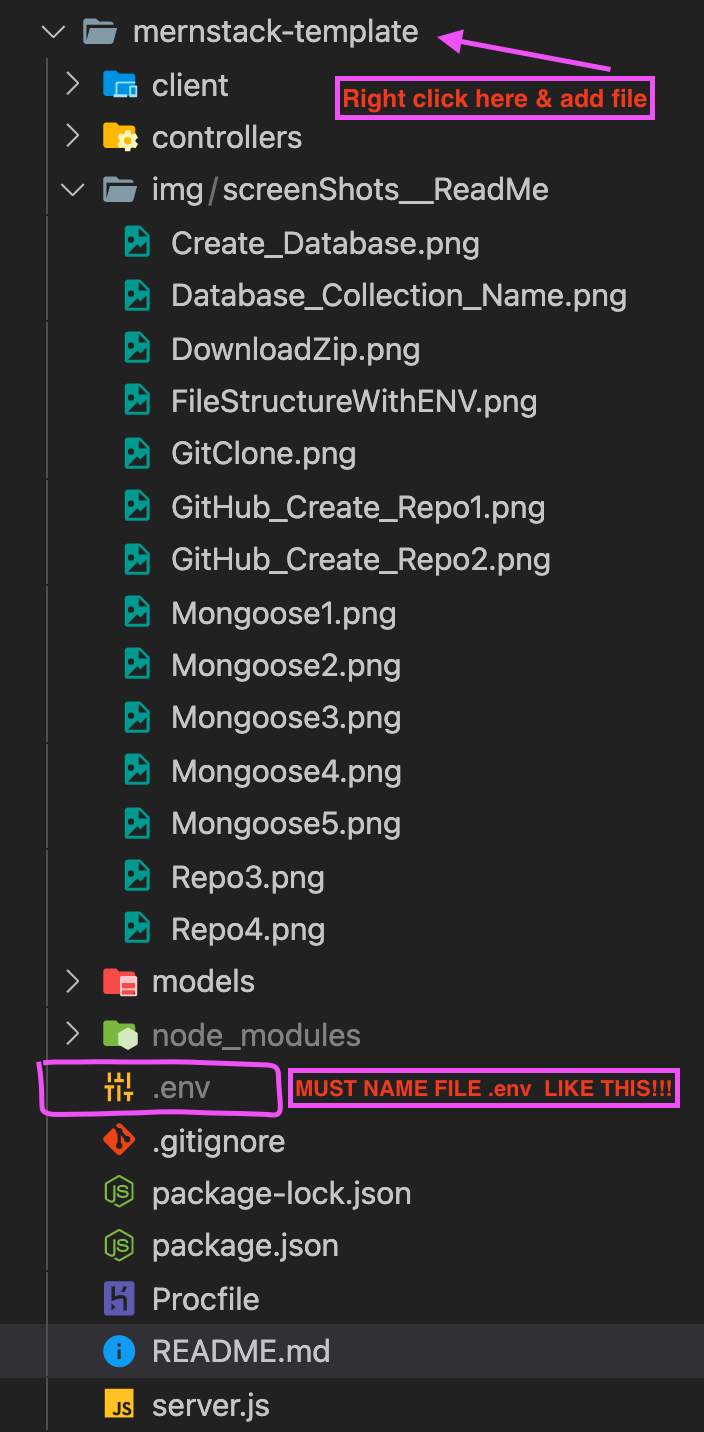 mernstack-template
client
Right click here & add file
controllers
img/screenShots__ReadMe
Create_Database.png
Database_Collection_Name.png
DownloadZip.png
FileStructureWithENV.png
GitClone.png
GitHub_Create_Repo1.png
GitHub_Create_Repo2.png
Mongoose1.png
Mongoose2.png
Mongoose3.png
Mongoose4.png
Mongoose5.png
Repo3.png
Repo4.png
models
node_modules
.env MUST NAME FILE .env LIKE THIS!!!
.gitignore
package-lock.json
package.json
Procfile
README.md
server.js